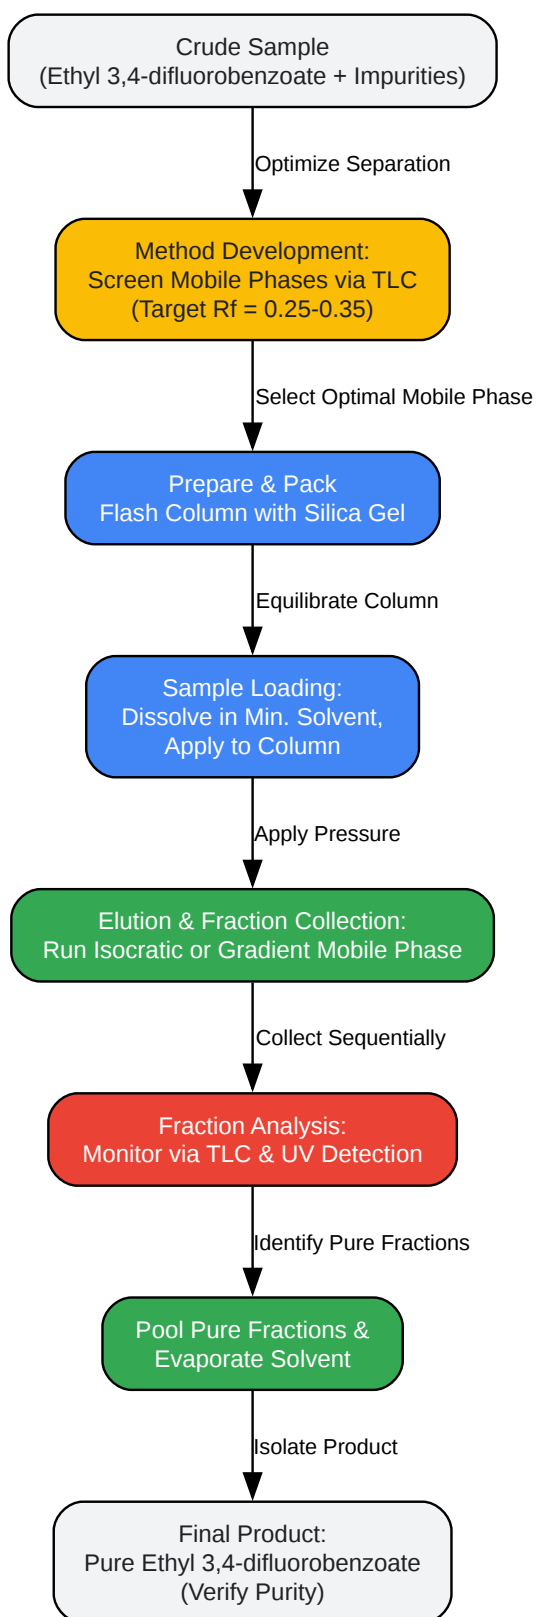 Crude Sample
(Ethyl 3,4-difluorobenzoate + Impurities)
Optimize Separation
Method Development:
Screen Mobile Phases via TLC
(Target Rf = 0.25-0.35)
Select Optimal Mobile Phase
Prepare & Pack
Flash Column with Silica Gel
Equilibrate Column
Sample Loading:
Dissolve in Min. Solvent,
Apply to Column
Apply Pressure
Elution & Fraction Collection:
Run Isocratic or Gradient Mobile Phase
Collect Sequentially
Fraction Analysis:
Monitor via TLC & UV Detection
Identify Pure Fractions
Pool Pure Fractions &
Evaporate Solvent
Isolate Product
Final Product:
Pure Ethyl 3,4-difluorobenzoate
(Verify Purity)